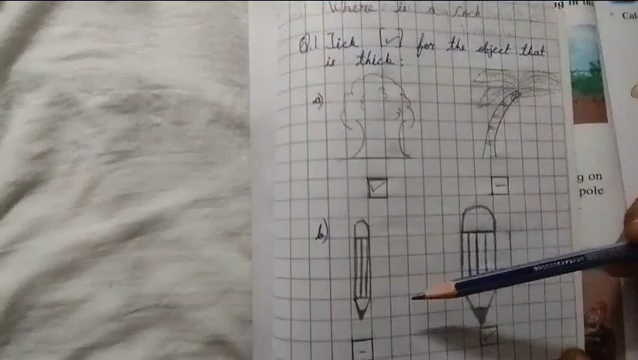 Where is a
Q.1 Tick [✓] for the object that
is thick:
a)
b)
g on
pole